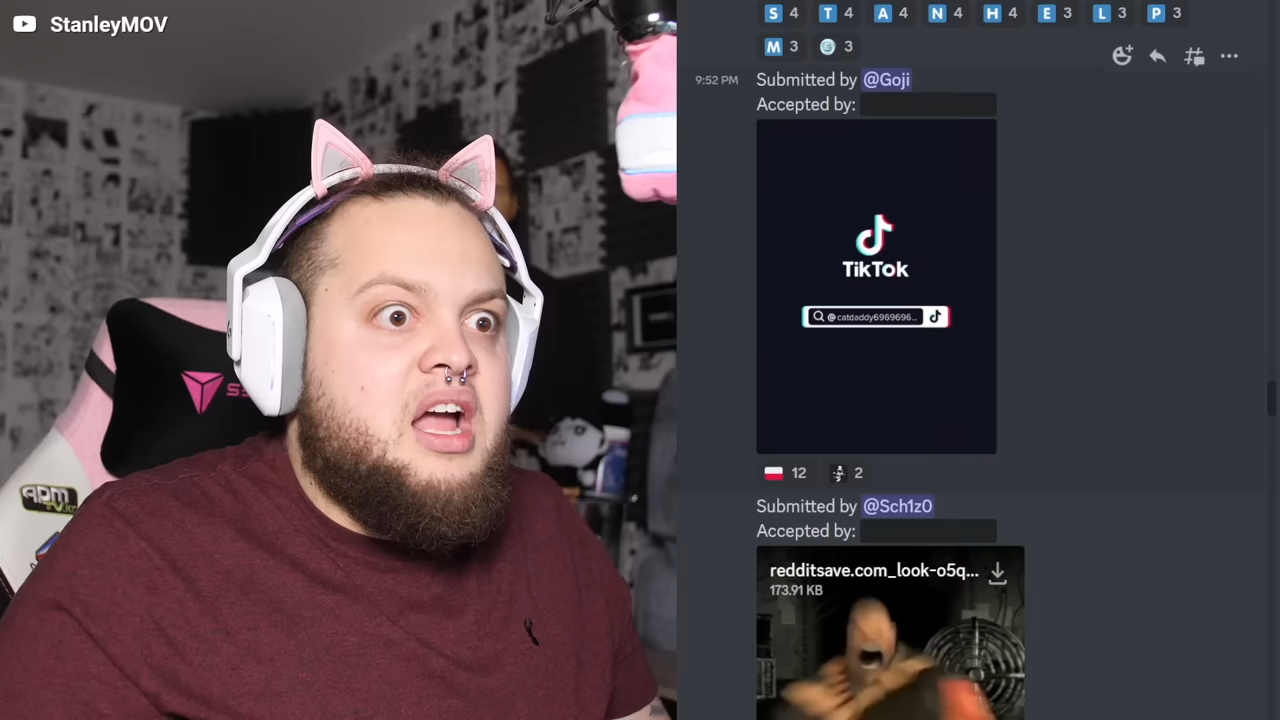 StanleyMOV
S 4 T 4 A 4 N 4 H 4 E 3 L 3 P 3
M 3 3
9:52 PM Submitted by @Goji
Accepted by:
TikTok
@catdaddy6969696...
12 2
Submitted by @Sch1z0
Accepted by:
redditsave.com_look-o5q...
173.91 KB